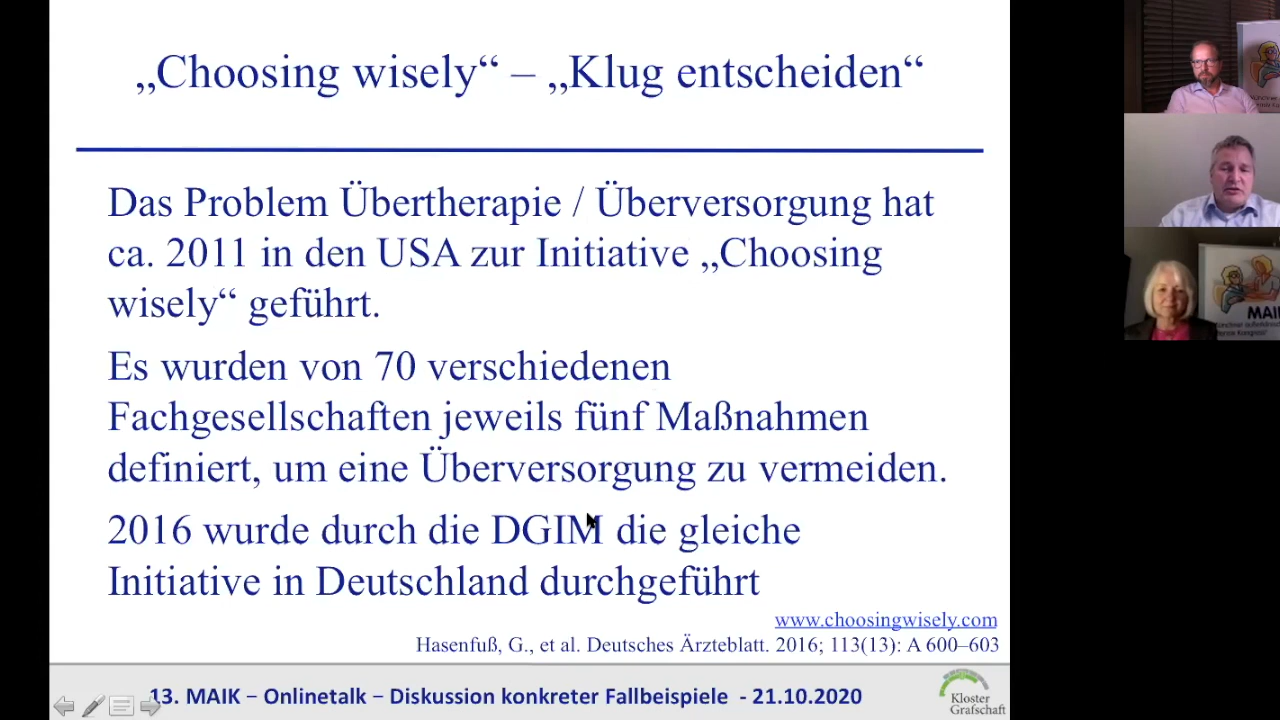 „Choosing wisely“ – „Klug entscheiden“
Das Problem Übertherapie / Überversorgung hat
ca. 2011 in den USA zur Initiative „Choosing
wisely“ geführt.
Es wurden von 70 verschiedenen
Fachgesellschaften jeweils fünf Maßnahmen
definiert, um eine Überversorgung zu vermeiden.
2016 wurde durch die DGIM die gleiche
Initiative in Deutschland durchgeführt
www.choosingwisely.com
Hasenfuß, G., et al. Deutsches Ärzteblatt. 2016; 113(13): A 600–603
13. MAIK – Onlinetalk – Diskussion konkreter Fallbeispiele - 21.10.2020
Kloster
Grafschaft
MAIK